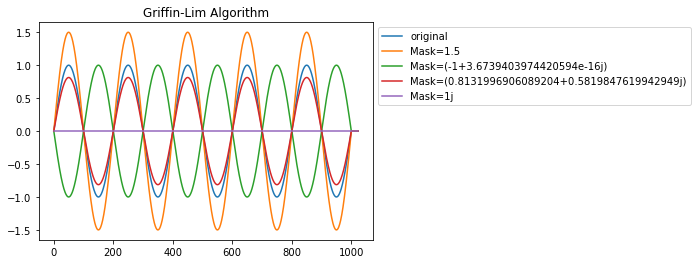 Griffin-Lim Algorithm
original
Mask=1.5
Mask=(-1+3.6739403974420594e-16j)
Mask=(0.8131996906089204+0.5819847619942949j)
Mask=1j
1.5
1.0
0.5
0.0
-0.5
-1.0
-1.5
0 200 400 600 800 1000